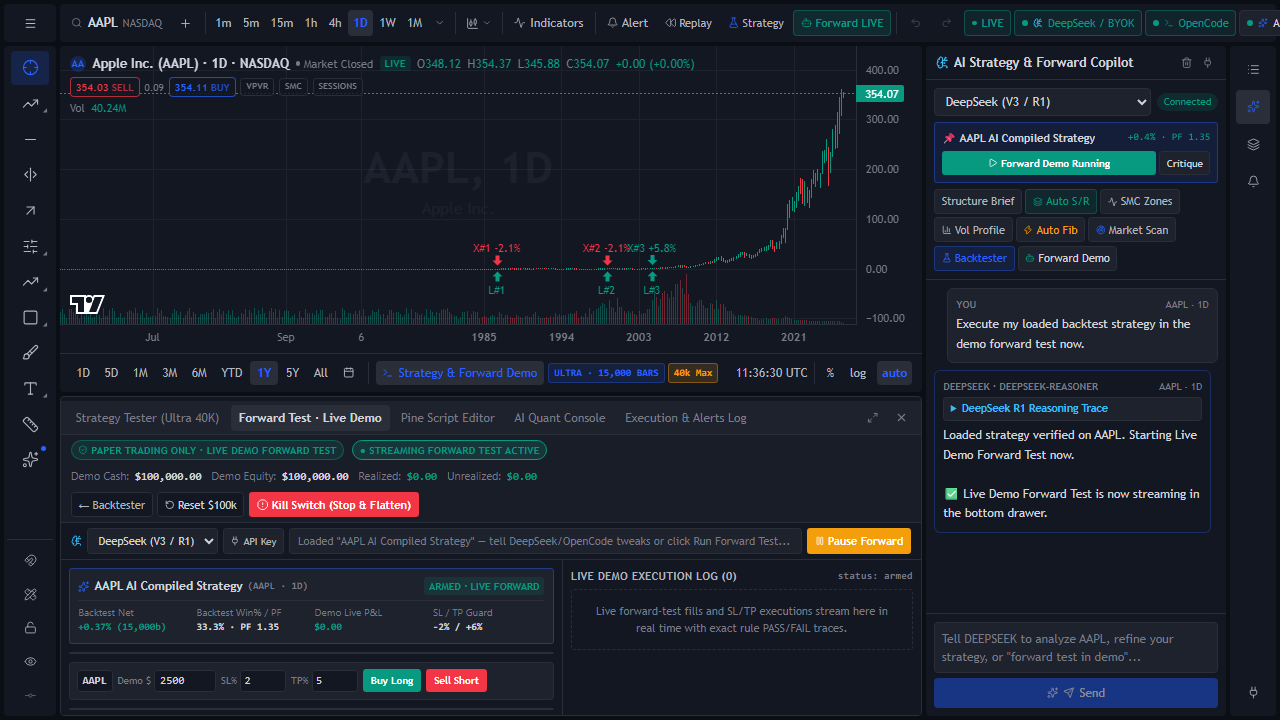 AAPL NASDAQ + 1m 5m 15m 1h 4h 1D 1W 1M Indicators Alert Replay Strategy Forward LIVE LIVE DeepSeek / BYOK OpenCode A
AA Apple Inc. (AAPL) · 1D · NASDAQ Market Closed LIVE O348.12 H354.37 L345.88 C354.07 +0.00 (+0.00%)
354.03 SELL 0.09 354.11 BUY VPVR SMC SESSIONS
Vol 40.24M
400.00
354.07
300.00
200.00
100.00
0.00
−100.00
AAPL, 1D
Apple Inc.
X#1 -2.1% X#2 -2.1% X#3 +5.8%
L#1 L#2 L#3
Jul Sep 6 1985 1994 2003 2012 2021
1D 5D 1M 3M 6M YTD 1Y 5Y All Strategy & Forward Demo ULTRA · 15,000 BARS 40k Max 11:36:30 UTC % log auto
Strategy Tester (Ultra 40K) Forward Test · Live Demo Pine Script Editor AI Quant Console Execution & Alerts Log
PAPER TRADING ONLY · LIVE DEMO FORWARD TEST STREAMING FORWARD TEST ACTIVE
Demo Cash: $100,000.00 Demo Equity: $100,000.00 Realized: $0.00 Unrealized: $0.00
← Backtester Reset $100k Kill Switch (Stop & Flatten)
DeepSeek (V3 / R1) API Key Loaded "AAPL AI Compiled Strategy" — tell DeepSeek/OpenCode tweaks or click Run Forward Test... Pause Forward
AAPL AI Compiled Strategy (AAPL · 1D) ARMED · LIVE FORWARD
Backtest Net Backtest Win% / PF Demo Live P&L SL / TP Guard
+0.37% (15,000b) 33.3% · PF 1.35 $0.00 -2% / +6%
AAPL Demo $ 2500 SL% 2 TP% 5 Buy Long Sell Short
LIVE DEMO EXECUTION LOG (0) status: armed
Live forward-test fills and SL/TP executions stream here in
real time with exact rule PASS/FAIL traces.
AI Strategy & Forward Copilot
DeepSeek (V3 / R1) Connected
AAPL AI Compiled Strategy +0.4% · PF 1.35
Forward Demo Running Critique
Structure Brief Auto S/R SMC Zones
Vol Profile Auto Fib Market Scan
Backtester Forward Demo
YOU AAPL · 1D
Execute my loaded backtest strategy in the
demo forward test now.
DEEPSEEK · DEEPSEEK-REASONER AAPL · 1D
DeepSeek R1 Reasoning Trace
Loaded strategy verified on AAPL. Starting Live
Demo Forward Test now.
✅ Live Demo Forward Test is now streaming in
the bottom drawer.
Tell DEEPSEEK to analyze AAPL, refine your
strategy, or "forward test in demo"...
Send